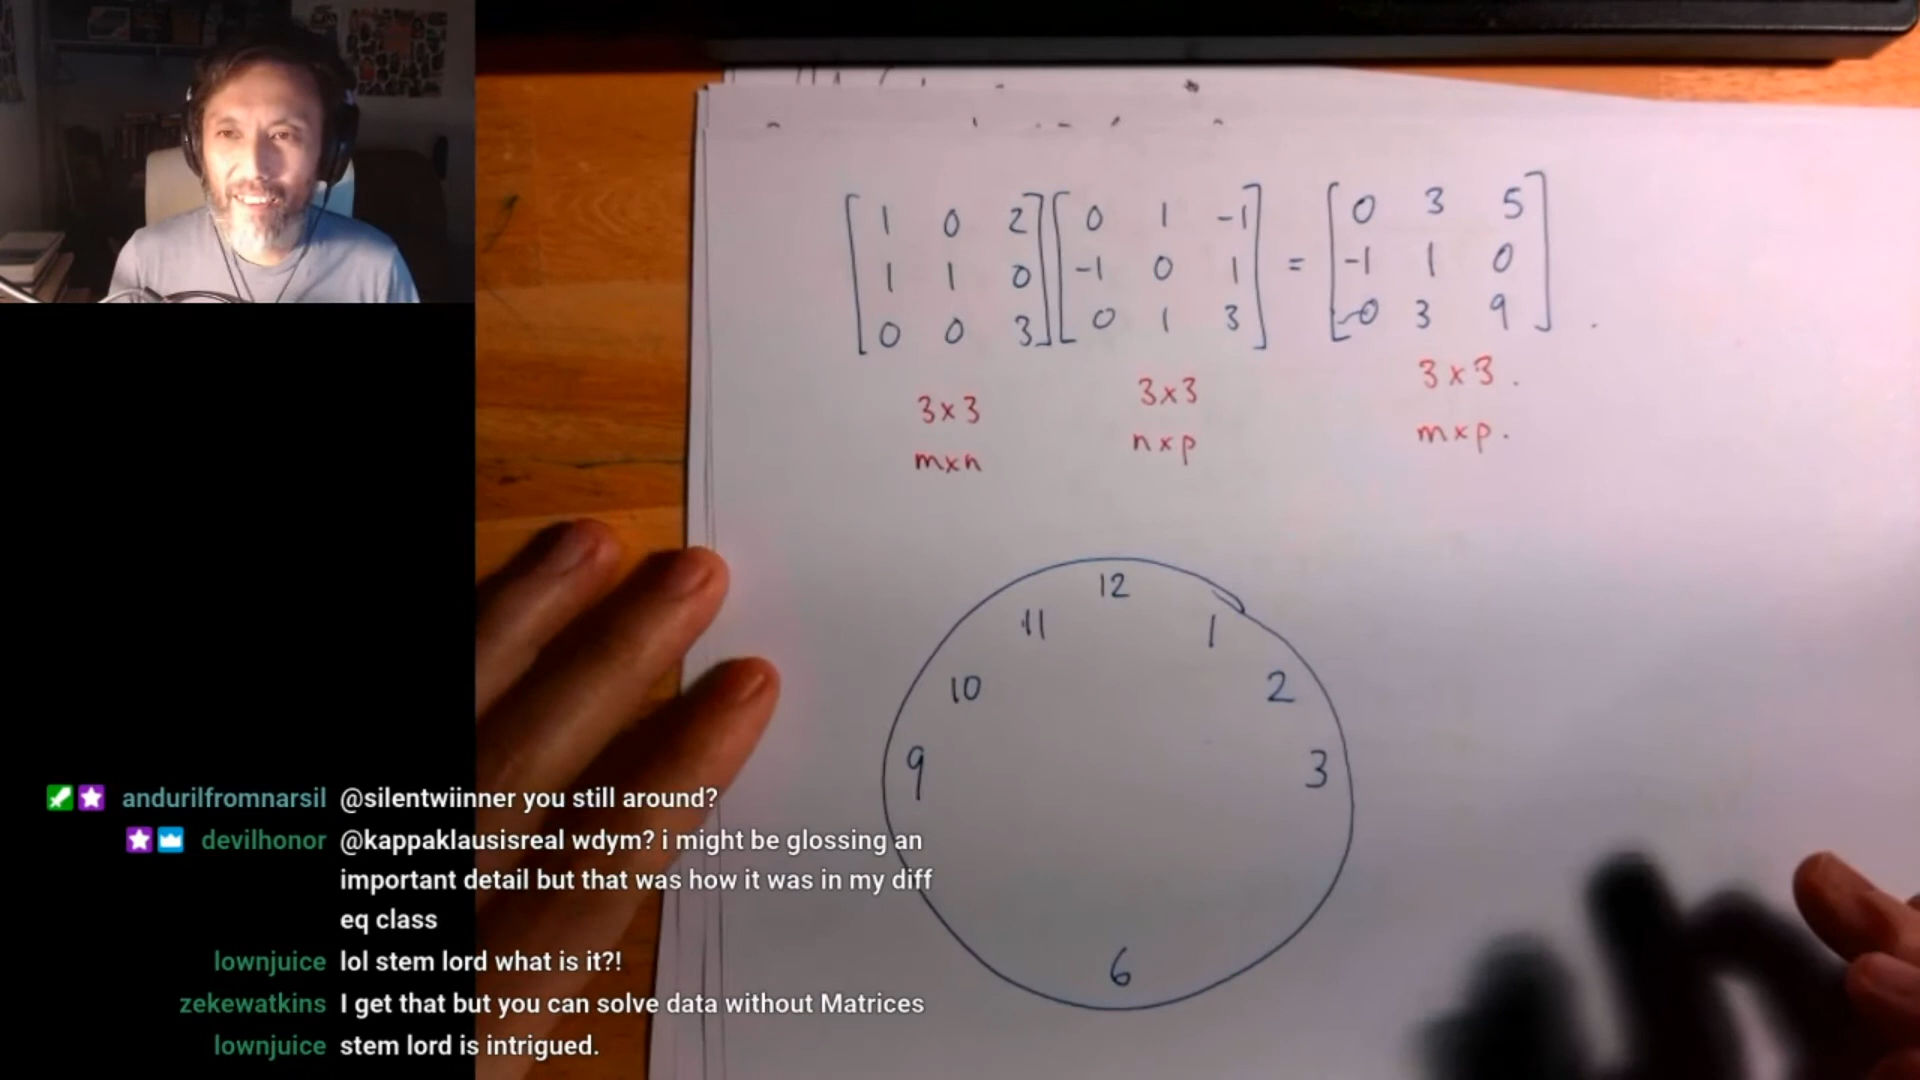 1 0 2 0 1 -1 0 3 5
1 1 0 -1 0 1 = -1 1 0
0 0 3 0 1 3 -0 3 9 .
3x3 3x3 3x3.
mxn nxp mxp.
12
11 1
10 2
9 3
6
andurilfromnarsil @silentwiinner you still around?
devilhonor @kappaklausisreal wdym? i might be glossing an
important detail but that was how it was in my diff
eq class
lownjuice lol stem lord what is it?!
zekewatkins I get that but you can solve data without Matrices
lownjuice stem lord is intrigued.